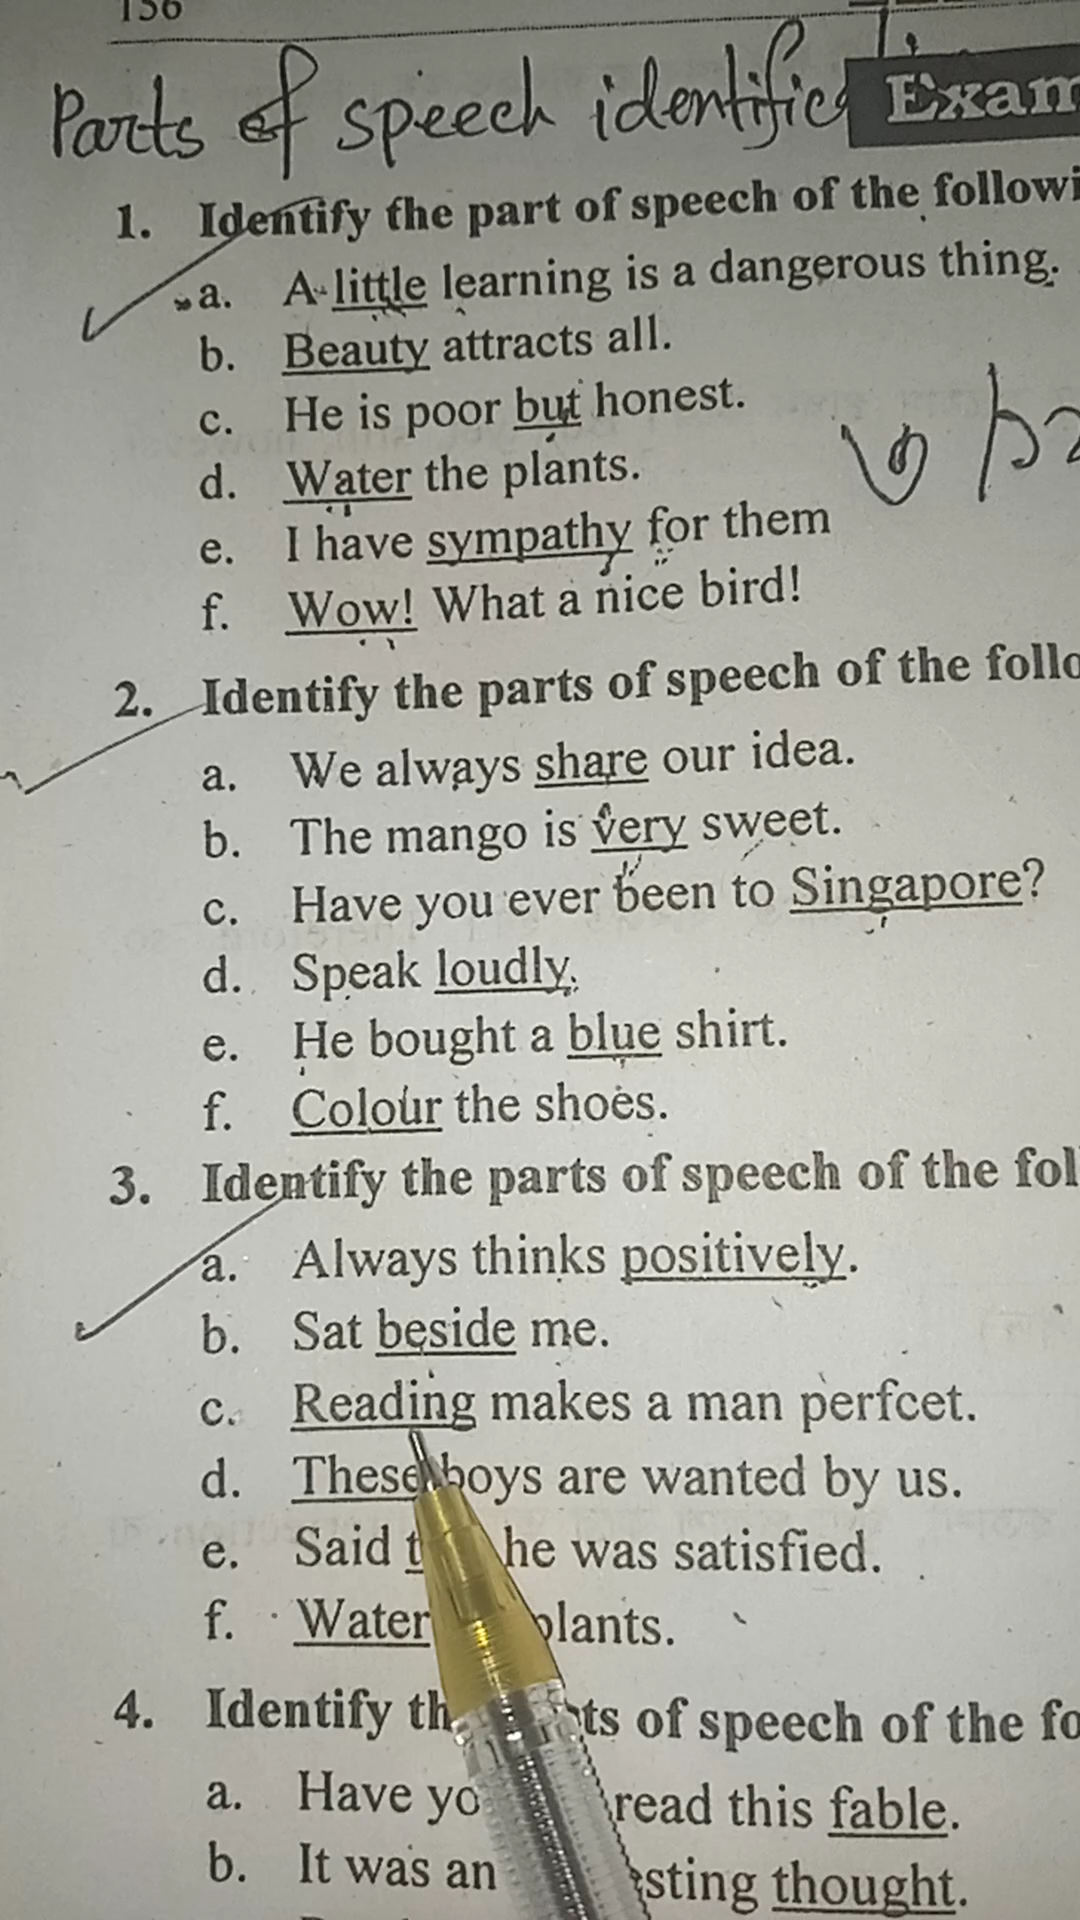 156
Parts of speech
Exam
1. Identify the part of speech of the followi
a. A little learning is a dangerous thing.
b. Beauty attracts all.
c. He is poor but honest.
d. Water the plants.
e. I have sympathy for them
f. Wow! What a nice bird!
2. Identify the parts of speech of the follo
a. We always share our idea.
b. The mango is very sweet.
c. Have you ever been to Singapore?
d. Speak loudly.
e. He bought a blue shirt.
f. Colour the shoes.
3. Identify the parts of speech of the fol
a. Always thinks positively.
b. Sat beside me.
c. Reading makes a man perfcet.
d. These boys are wanted by us.
e. Said he was satisfied.
f. Water plants.
4. Identify of speech of the fo
a. Have read this fable.
b. It was an thought.